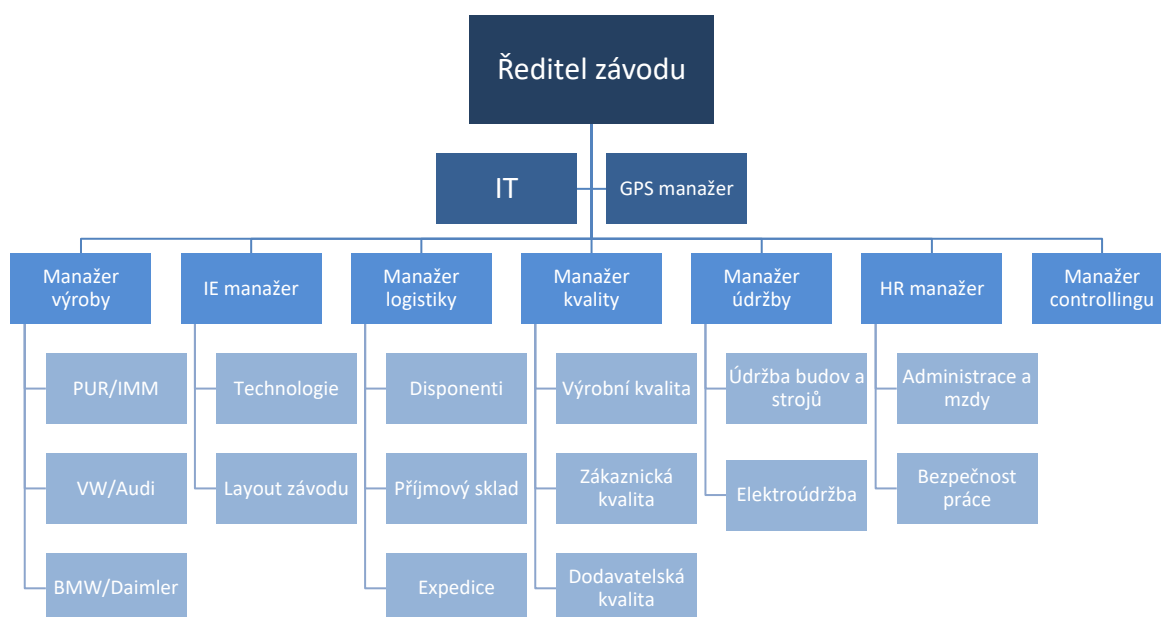 Ředitel závodu
IT
GPS manažer
Manažer
výroby
IE manažer
Manažer
logistiky
Manažer
kvality
Manažer
údržby
HR manažer
Manažer
controllingu
PUR/IMM
Technologie
Disponenti
Výrobní kvalita
Údržba budov a
strojů
Administrace a
mzdy
VW/Audi
Layout závodu
Příjmový sklad
Zákaznická
kvalita
Elektroúdržba
Bezpečnost
práce
BMW/Daimler
Expedice
Dodavatelská
kvalita